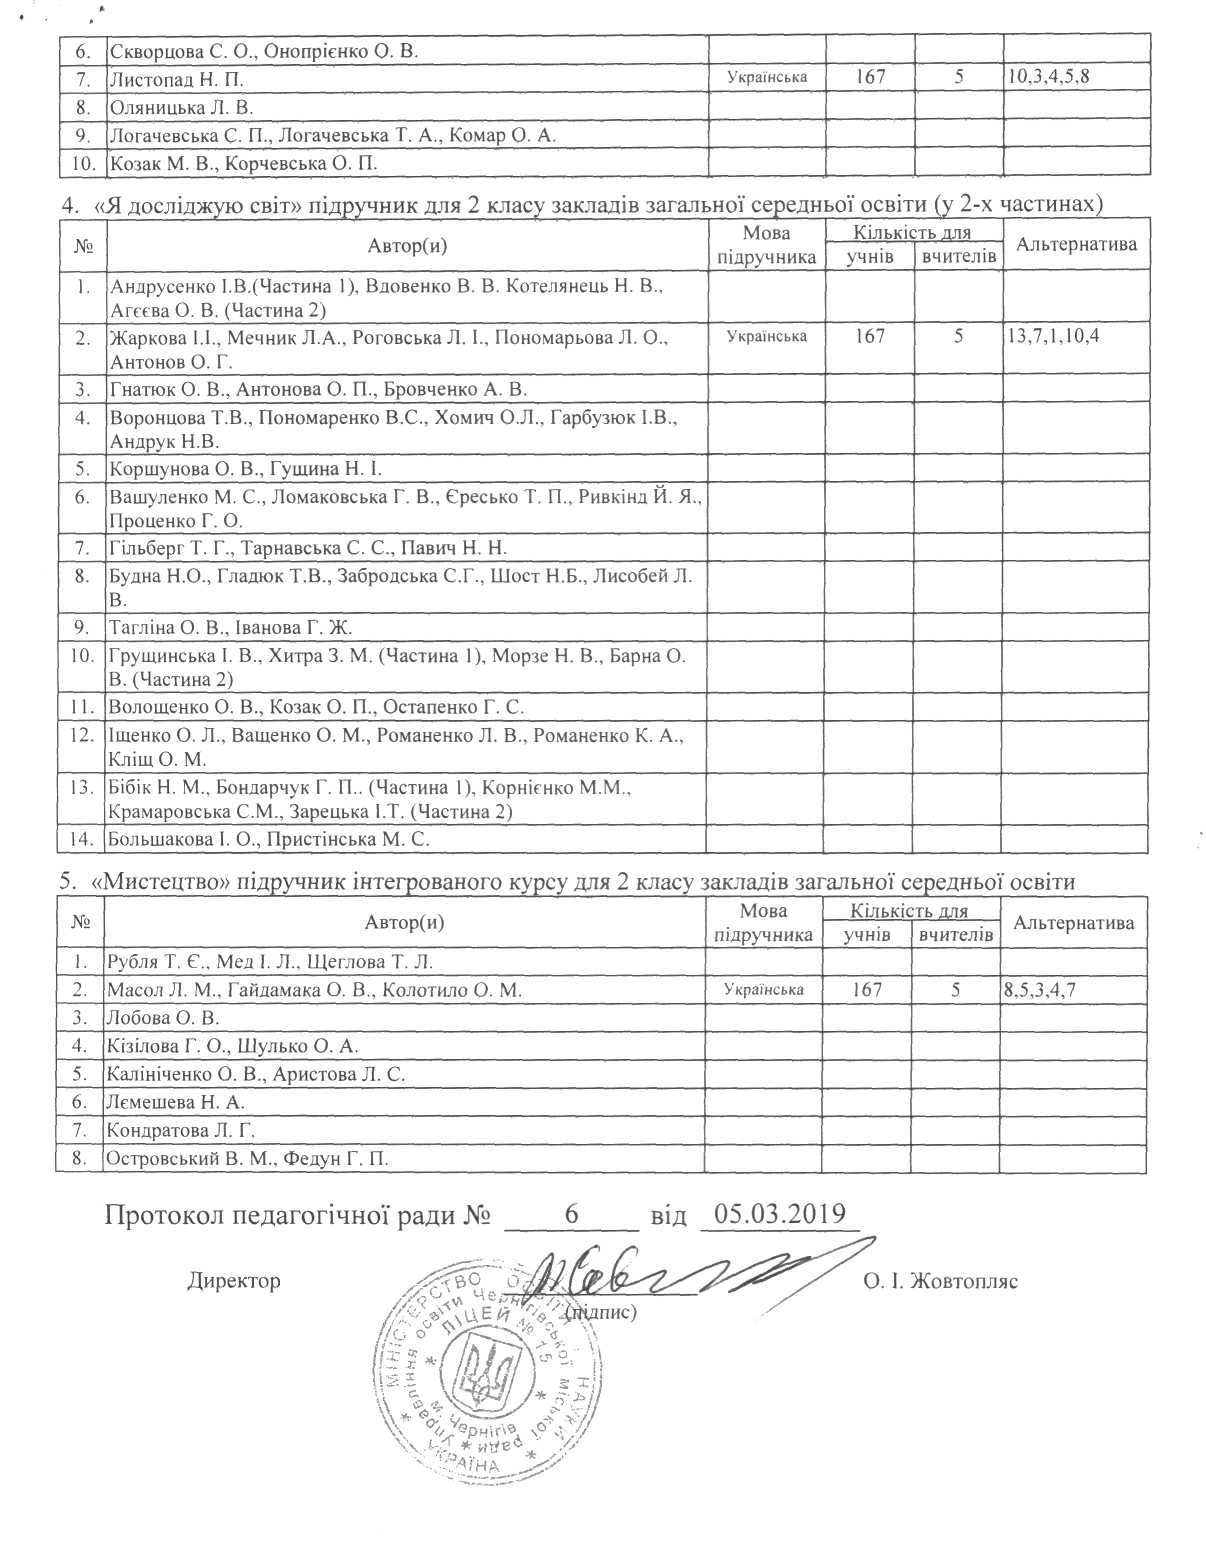 6. Скворцова С. О., Онопрієнко О. В.
7. Листопад Н. П. Українська 167 5 10,3,4,5,8
8. Оляницька Л. В.
9. Логачевська С. П., Логачевська Т. А., Комар О. А.
10. Козак М. В., Корчевська О. П.
4. «Я досліджую світ» підручник для 2 класу закладів загальної середньої освіти (у 2-х частинах)
№ Автор(и) Мова підручника Кількість для учнів вчителів Альтернатива
1. Андрусенко І.В.(Частина 1), Вдовенко В. В. Котелянець Н. В.,
Агєєва О. В. (Частина 2)
2. Жаркова І.І., Мечник Л.А., Роговська Л. І., Пономарьова Л. О., Українська 167 5 13,7,1,10,4
Антонов О. Г.
3. Гнатюк О. В., Антонова О. П., Бровченко А. В.
4. Воронцова Т.В., Пономаренко В.С., Хомич О.Л., Гарбузюк І.В.,
Андрук Н.В.
5. Коршунова О. В., Гущина Н. І.
6. Вашуленко М. С., Ломаковська Г. В., Єресько Т. П., Ривкінд Й. Я.,
Проценко Г. О.
7. Гільберг Т. Г., Тарнавська С. С., Павич Н. Н.
8. Будна Н.О., Гладюк Т.В., Забродська С.Г., Шост Н.Б., Лисобей Л.
В.
9. Тагліна О. В., Іванова Г. Ж.
10. Грущинська І. В., Хитра З. М. (Частина 1), Морзе Н. В., Барна О.
В. (Частина 2)
11. Волощенко О. В., Козак О. П., Остапенко Г. С.
12. Іщенко О. Л., Ващенко О. М., Романенко Л. В., Романенко К. А.,
Кліщ О. М.
13. Бібік Н. М., Бондарчук Г. П.. (Частина 1), Корнієнко М.М.,
Крамаровська С.М., Зарецька І.Т. (Частина 2)
14. Большакова І. О., Пристінська М. С.
5. «Мистецтво» підручник інтегрованого курсу для 2 класу закладів загальної середньої освіти
№ Автор(и) Мова підручника Кількість для учнів вчителів Альтернатива
1. Рубля Т. Є., Мед І. Л., Щеглова Т. Л.
2. Масол Л. М., Гайдамака О. В., Колотило О. М. Українська 167 5 8,5,3,4,7
3. Лобова О. В.
4. Кізілова Г. О., Шулько О. А.
5. Калініченко О. В., Аристова Л. С.
6. Лємешева Н. А.
7. Кондратова Л. Г.
8. Островський В. М., Федун Г. П.
Протокол педагогічної ради № 6 від 05.03.2019
Директор О. І. Жовтопляс
(підпис)
МІНІСТЕРСТВО ОСВІТИ І НАУКИ
УКРАЇНА
Управління освіти Чернігівської міської ради
ЛІЦЕЙ № 15
м. Чернігів